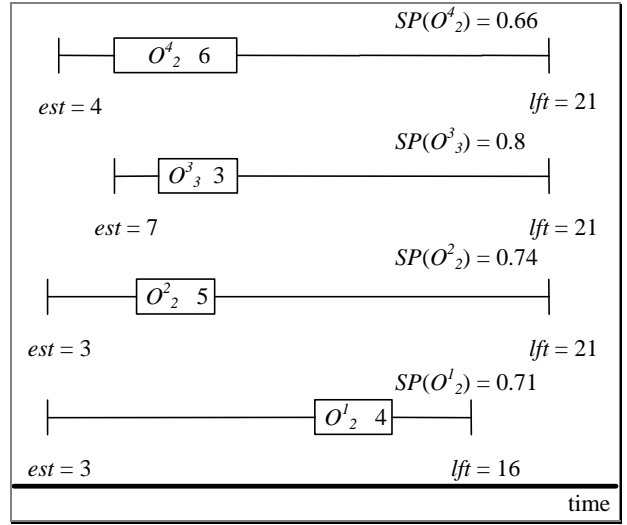 SP(O⁴₂) = 0.66
O⁴₂ 6
est = 4
lft = 21
SP(O³₃) = 0.8
O³₃ 3
est = 7
lft = 21
SP(O²₂) = 0.74
O²₂ 5
est = 3
lft = 21
SP(O¹₂) = 0.71
O¹₂ 4
est = 3
lft = 16
time